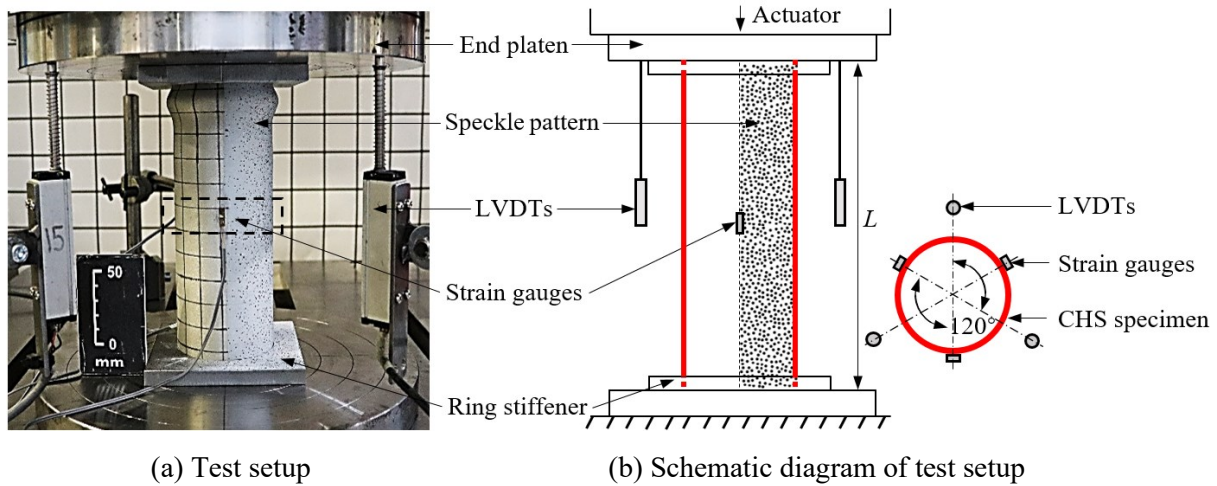 Actuator
End platen
Speckle pattern
LVDTs
L
LVDTs
15
50
Strain gauges
Strain gauges
120°
CHS specimen
0
mm
Ring stiffener
(a) Test setup
(b) Schematic diagram of test setup